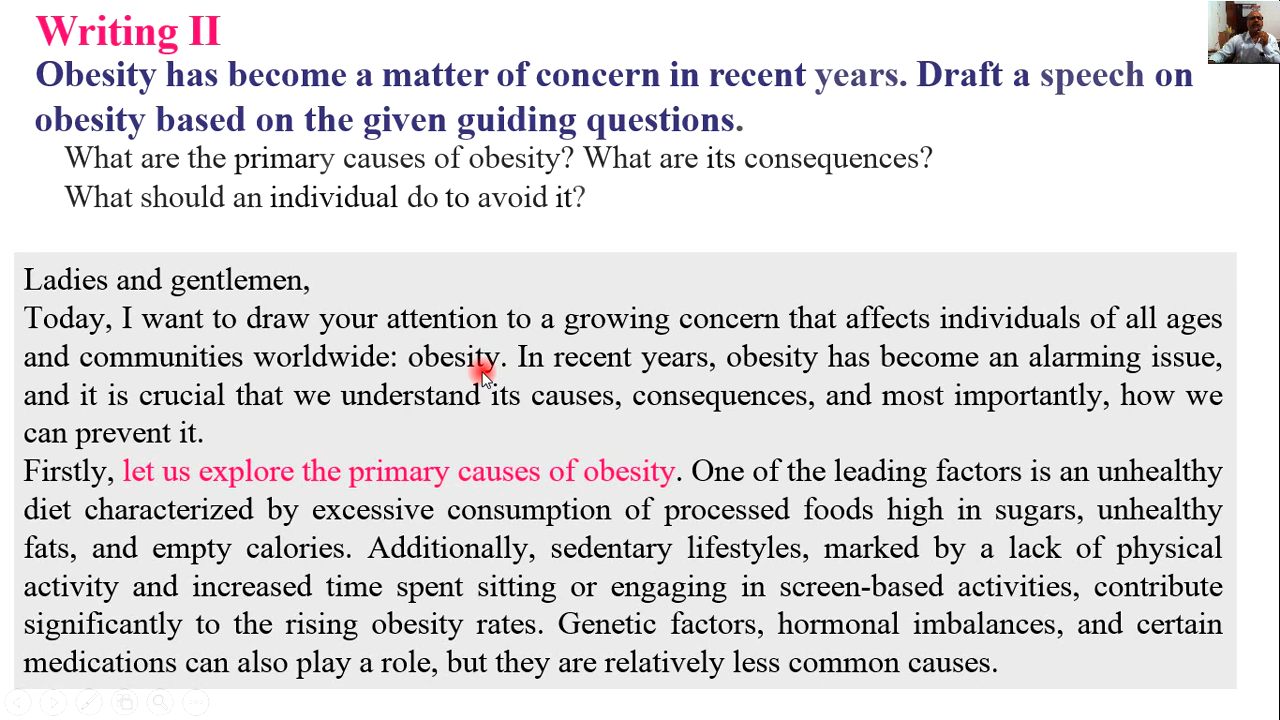 Writing II
Obesity has become a matter of concern in recent years. Draft a speech on
obesity based on the given guiding questions.
What are the primary causes of obesity? What are its consequences?
What should an individual do to avoid it?
Ladies and gentlemen,
Today, I want to draw your attention to a growing concern that affects individuals of all ages
and communities worldwide: obesity. In recent years, obesity has become an alarming issue,
and it is crucial that we understand its causes, consequences, and most importantly, how we
can prevent it.
Firstly, let us explore the primary causes of obesity. One of the leading factors is an unhealthy
diet characterized by excessive consumption of processed foods high in sugars, unhealthy
fats, and empty calories. Additionally, sedentary lifestyles, marked by a lack of physical
activity and increased time spent sitting or engaging in screen-based activities, contribute
significantly to the rising obesity rates. Genetic factors, hormonal imbalances, and certain
medications can also play a role, but they are relatively less common causes.